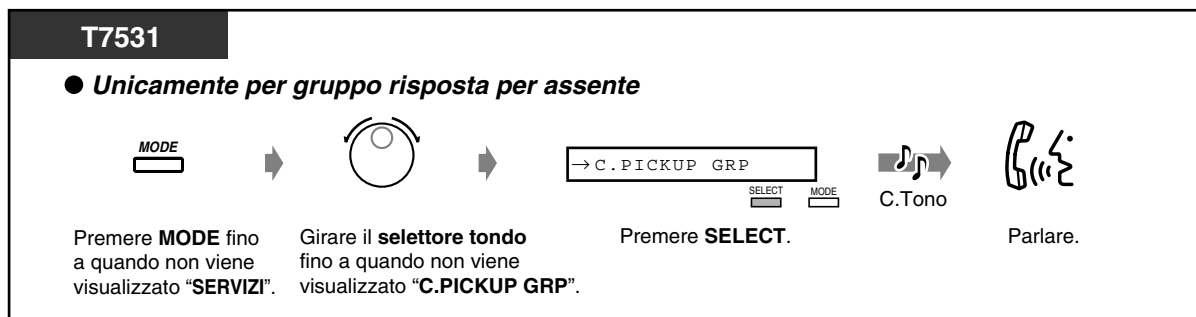 T7531
● Unicamente per gruppo risposta per assente
MODE
→C.PICKUP GRP
SELECT MODE
C.Tono
Premere MODE fino
a quando non viene
visualizzato “SERVIZI”.
Girare il selettore tondo
fino a quando non viene
visualizzato “C.PICKUP GRP”.
Premere SELECT.
Parlare.